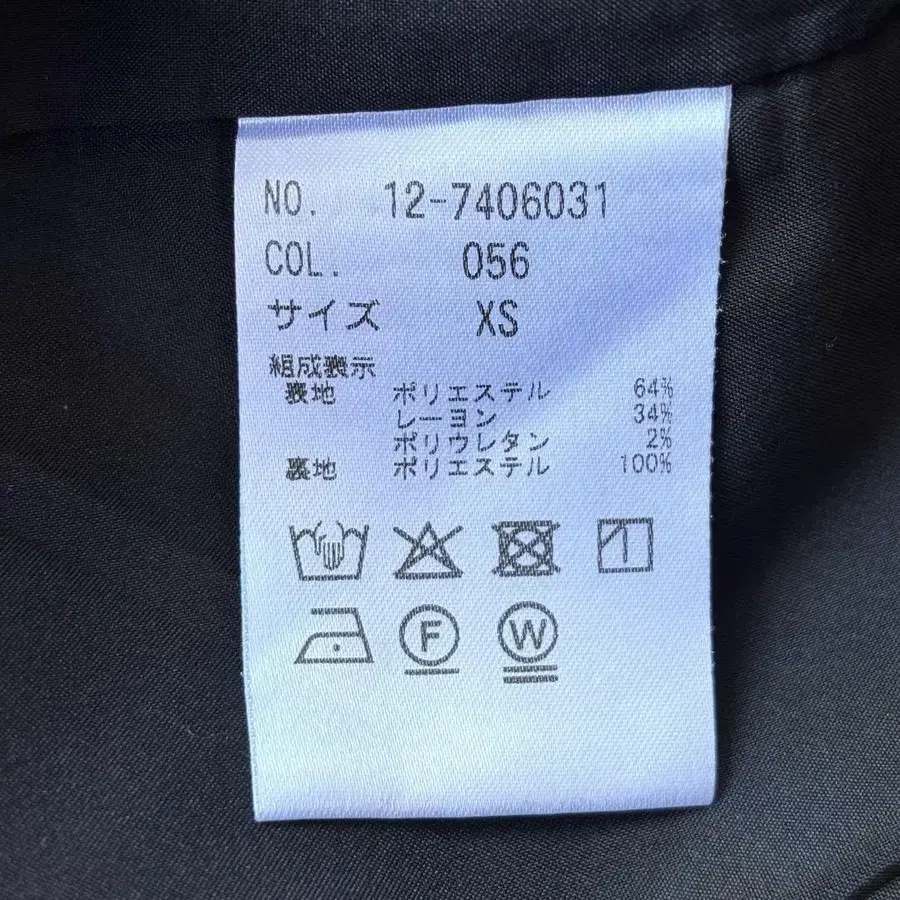 NO. 12-7406031
COL. 056
サイズ XS
組成表示
表地 ポリエステル 64%
レーヨン 34%
ポリウレタン 2%
裏地 ポリエステル 100%
F W